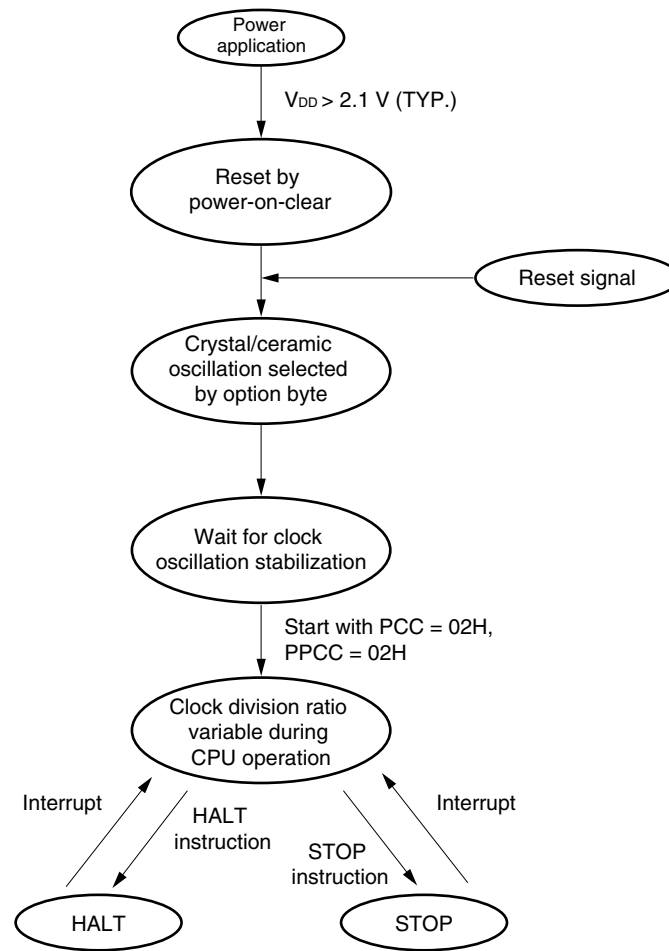 Power
application
VDD > 2.1 V (TYP.)
Reset by
power-on-clear
Reset signal
Crystal/ceramic
oscillation selected
by option byte
Wait for clock
oscillation stabilization
Start with PCC = 02H,
PPCC = 02H
Clock division ratio
variable during
CPU operation
Interrupt
HALT
instruction
STOP
instruction
Interrupt
HALT
STOP